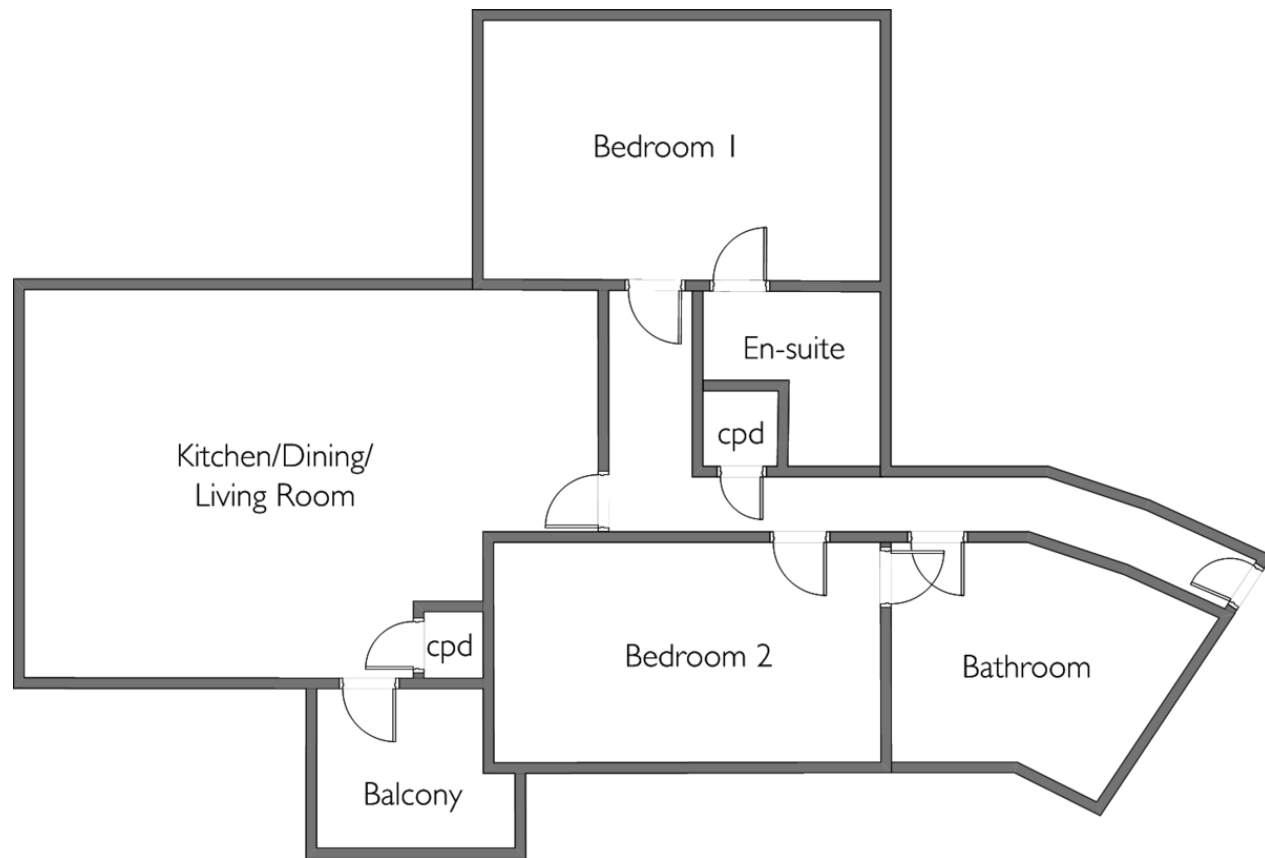 Bedroom 1
En-suite
cpd
Kitchen/Dining/
Living Room
cpd
Bedroom 2
Bathroom
Balcony